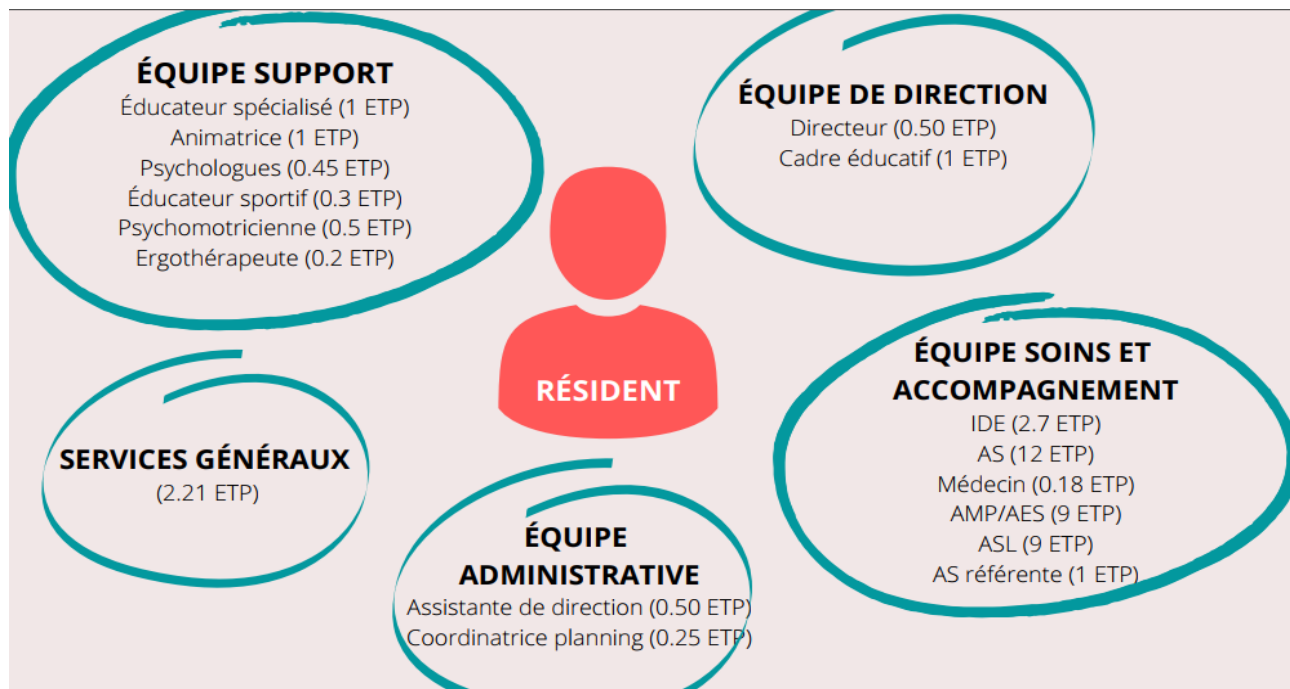 ÉQUIPE SUPPORT
Éducateur spécialisé (1 ETP)
Animatrice (1 ETP)
Psychologues (0.45 ETP)
Éducateur sportif (0.3 ETP)
Psychomotricienne (0.5 ETP)
Ergothérapeute (0.2 ETP)
ÉQUIPE DE DIRECTION
Directeur (0.50 ETP)
Cadre éducatif (1 ETP)
RÉSIDENT
ÉQUIPE SOINS ET
ACCOMPAGNEMENT
IDE (2.7 ETP)
AS (12 ETP)
Médecin (0.18 ETP)
AMP/AES (9 ETP)
ASL (9 ETP)
AS référente (1 ETP)
SERVICES GÉNÉRAUX
(2.21 ETP)
ÉQUIPE
ADMINISTRATIVE
Assistante de direction (0.50 ETP)
Coordinatrice planning (0.25 ETP)